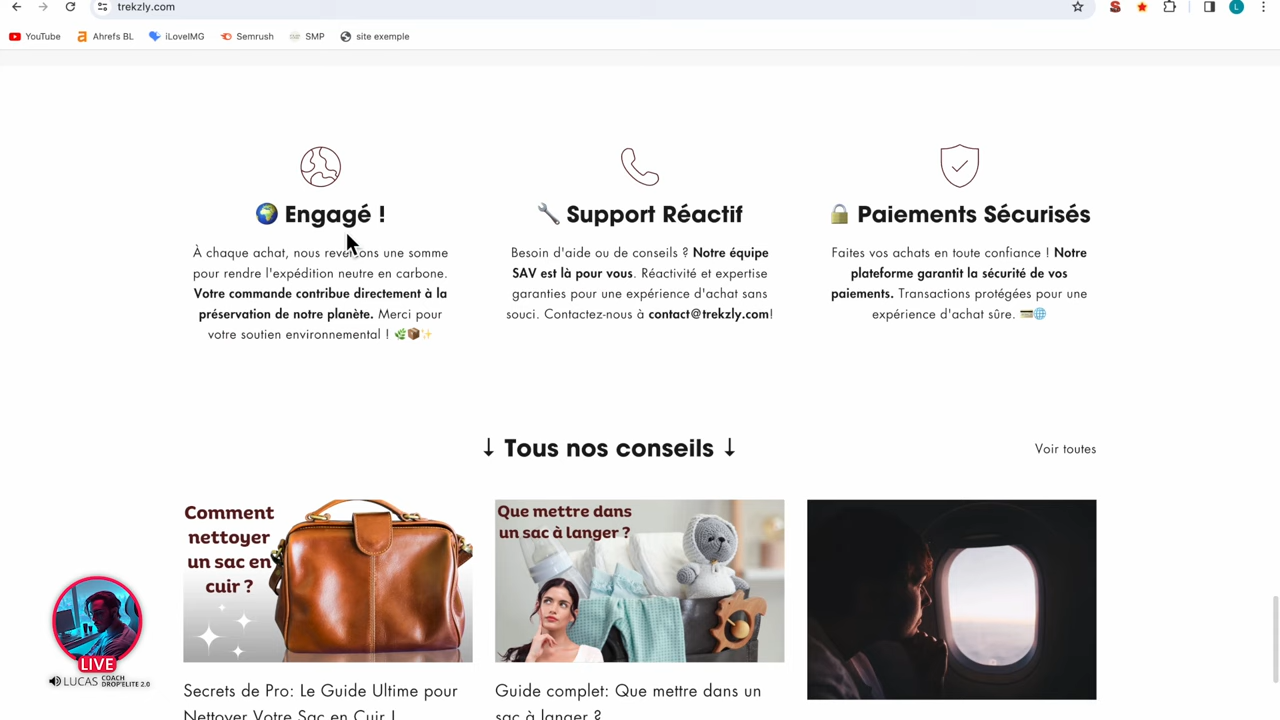 trekzly.com
L
YouTube
Ahrefs BL
iLoveIMG
Semrush
SMP
site exemple
🌍 Engagé !
À chaque achat, nous reversons une somme
pour rendre l'expédition neutre en carbone.
Votre commande contribue directement à la
préservation de notre planète. Merci pour
votre soutien environnemental ! 🌿📦✨
🔧 Support Réactif
Besoin d'aide ou de conseils ? Notre équipe
SAV est là pour vous. Réactivité et expertise
garanties pour une expérience d'achat sans
souci. Contactez-nous à contact@trekzly.com!
🔒 Paiements Sécurisés
Faites vos achats en toute confiance ! Notre
plateforme garantit la sécurité de vos
paiements. Transactions protégées pour une
expérience d'achat sûre. 💳🌐
↓ Tous nos conseils ↓
Voir toutes
Comment
nettoyer
un sac en
cuir ?
Que mettre dans
un sac à langer ?
Secrets de Pro: Le Guide Ultime pour
Nettoyer Votre Sac en Cuir !
Guide complet: Que mettre dans un
sac à langer ?
LIVE
LUCAS COACH
DROP'ELITE 2.0